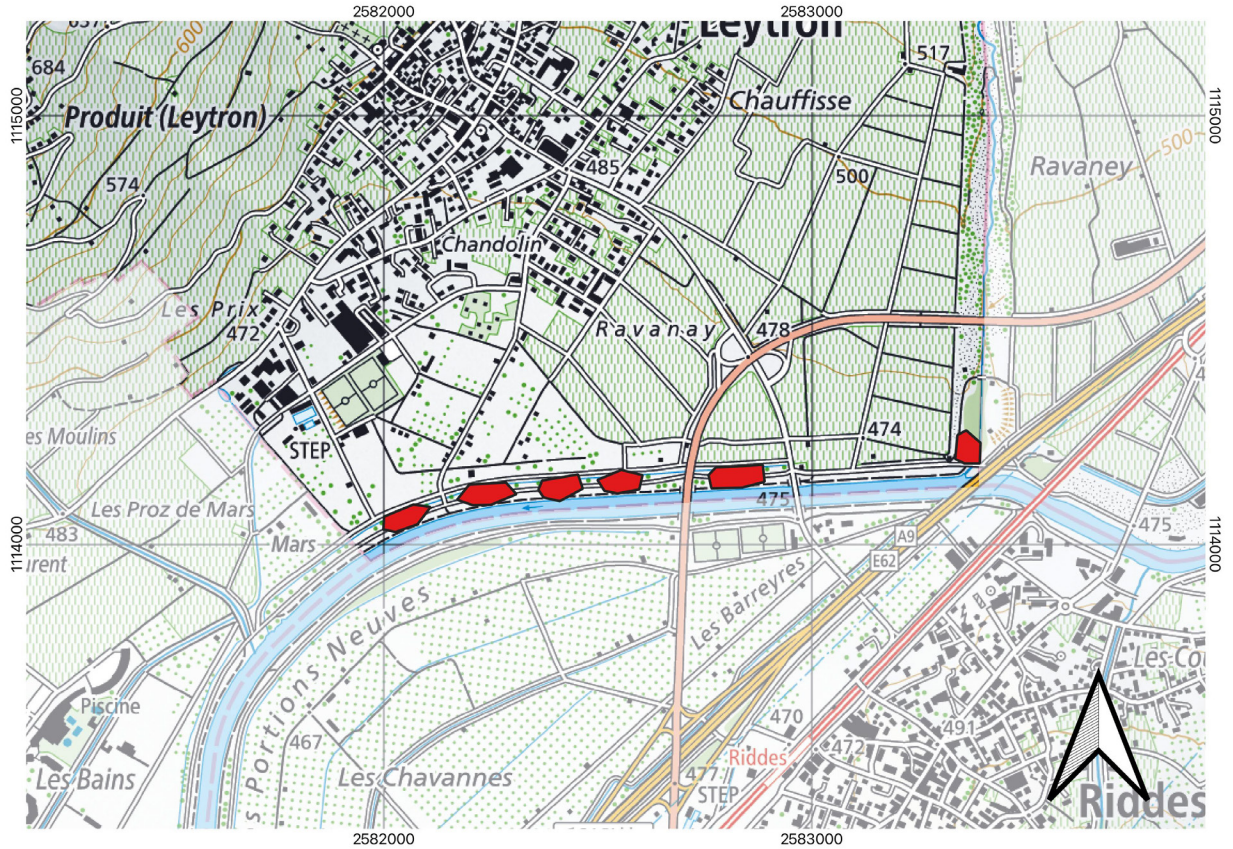 2582000
2583000
Leytron
517
600
684
Chauffisse
1115000
1115000
Produit (Leytron)
500
485
Ravaney
574
500
Chandolin
Les Prix
472
Ravanay
478
474
es Moulins
STEP
475
Les Proz de Mars
475
483
Mars
A9
1114000
1114000
urent
E62
Les Barreyres
Portions Neuves
Piscine
470
491
467
472
Riddes
Les Bains
Les Chavannes
477
STEP
Riddes
2582000
2583000